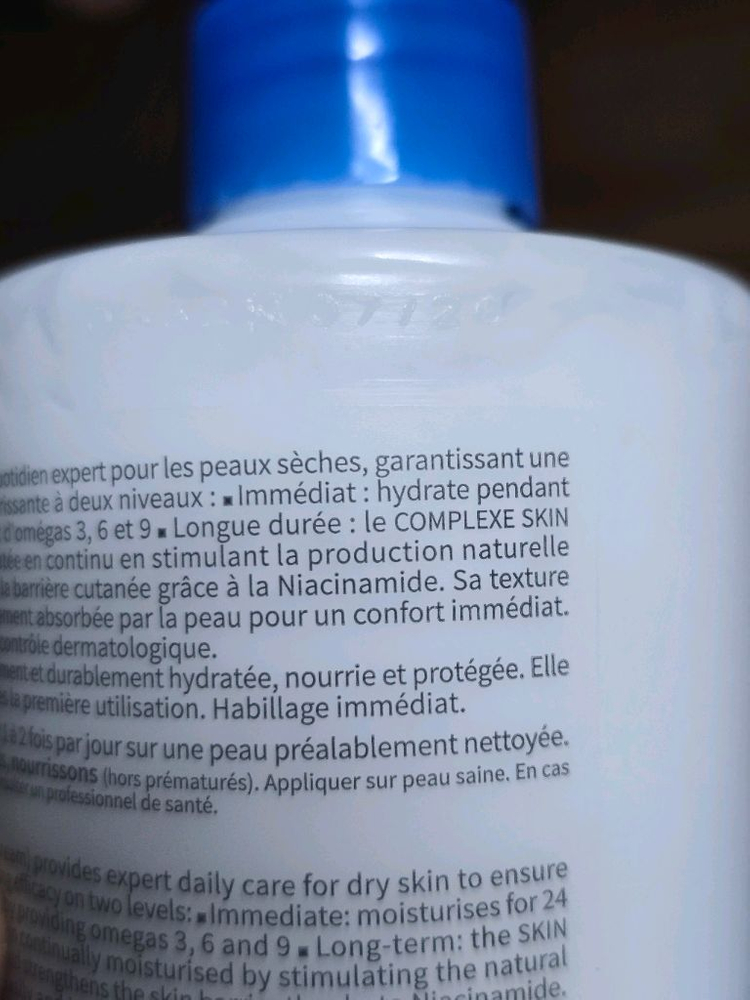 expert pour les peaux sèches, garantissant une
à deux niveaux : ▪ Immédiat : hydrate pendant
d'omégas 3, 6 et 9 ▪ Longue durée : le COMPLEXE SKIN
en continu en stimulant la production naturelle
la barrière cutanée grâce à la Niacinamide. Sa texture
absorbée par la peau pour un confort immédiat.
contrôle dermatologique.
et durablement hydratée, nourrie et protégée. Elle
la première utilisation. Habillage immédiat.
1 à 2 fois par jour sur une peau préalablement nettoyée.
nourrissons (hors prématurés). Appliquer sur peau saine. En cas
un professionnel de santé.
provides expert daily care for dry skin to ensure
efficacy on two levels: ▪ Immediate: moisturises for 24
providing omegas 3, 6 and 9 ▪ Long-term: the SKIN
continually moisturised by stimulating the natural
strengthens the skin Niacinamide.